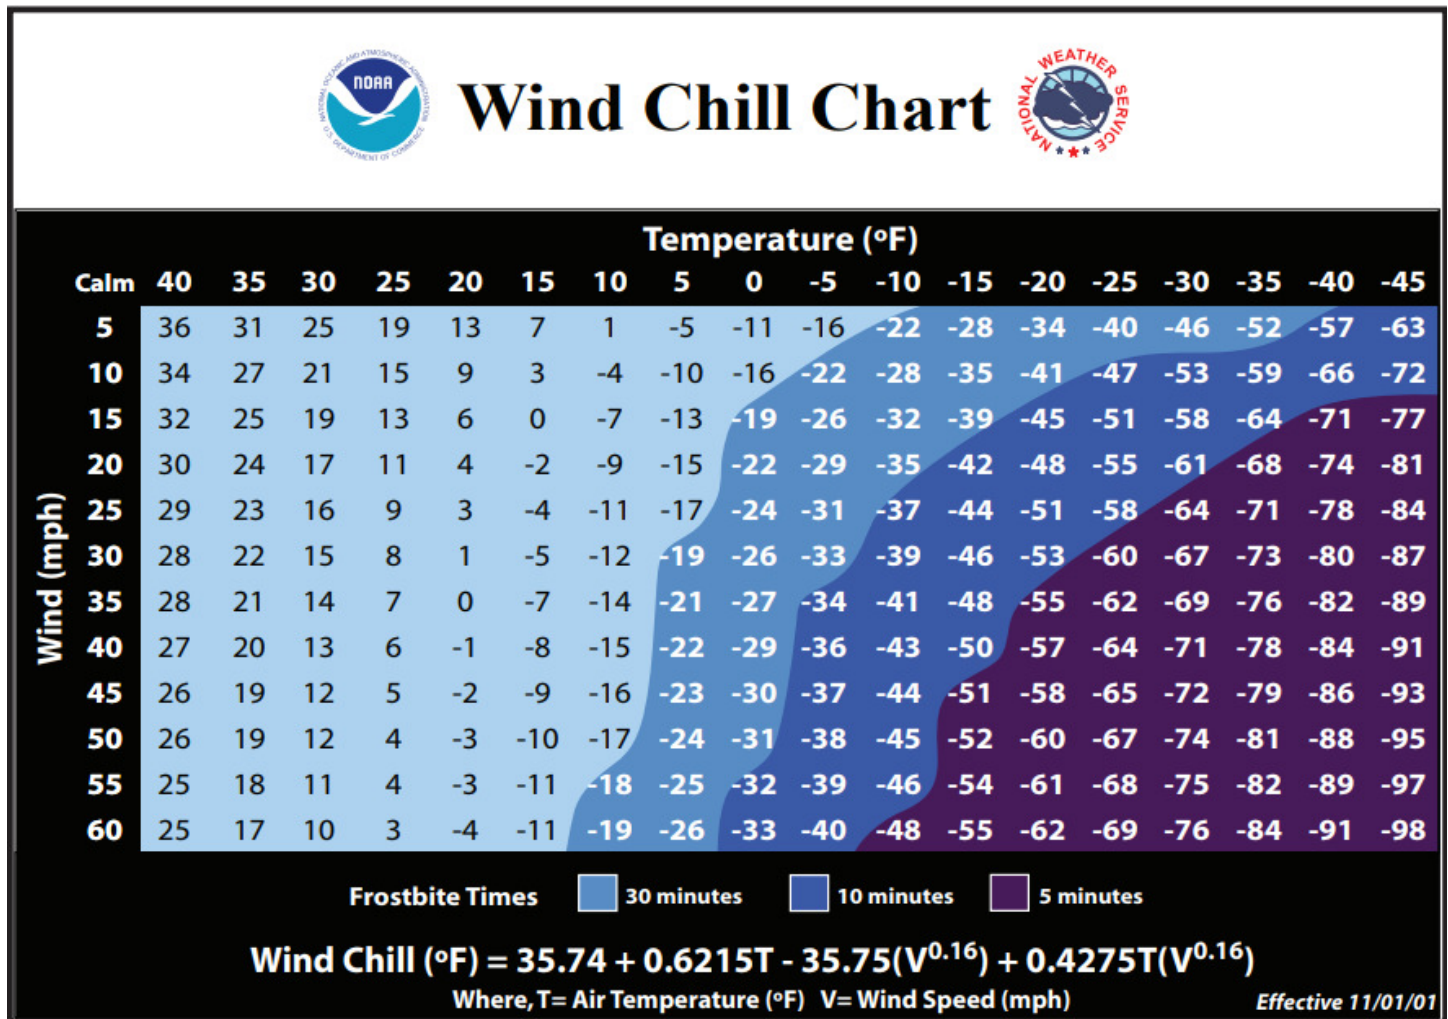 NATIONAL OCEANIC AND ATMOSPHERIC ADMINISTRATION
U.S. DEPARTMENT OF COMMERCE
NOAA
Wind Chill Chart
NATIONAL WEATHER SERVICE
Temperature (ºF)
Calm 40 35 30 25 20 15 10 5 0 -5 -10 -15 -20 -25 -30 -35 -40 -45
Wind (mph)
5 36 31 25 19 13 7 1 -5 -11 -16 -22 -28 -34 -40 -46 -52 -57 -63
10 34 27 21 15 9 3 -4 -10 -16 -22 -28 -35 -41 -47 -53 -59 -66 -72
15 32 25 19 13 6 0 -7 -13 -19 -26 -32 -39 -45 -51 -58 -64 -71 -77
20 30 24 17 11 4 -2 -9 -15 -22 -29 -35 -42 -48 -55 -61 -68 -74 -81
25 29 23 16 9 3 -4 -11 -17 -24 -31 -37 -44 -51 -58 -64 -71 -78 -84
30 28 22 15 8 1 -5 -12 -19 -26 -33 -39 -46 -53 -60 -67 -73 -80 -87
35 28 21 14 7 0 -7 -14 -21 -27 -34 -41 -48 -55 -62 -69 -76 -82 -89
40 27 20 13 6 -1 -8 -15 -22 -29 -36 -43 -50 -57 -64 -71 -78 -84 -91
45 26 19 12 5 -2 -9 -16 -23 -30 -37 -44 -51 -58 -65 -72 -79 -86 -93
50 26 19 12 4 -3 -10 -17 -24 -31 -38 -45 -52 -60 -67 -74 -81 -88 -95
55 25 18 11 4 -3 -11 -18 -25 -32 -39 -46 -54 -61 -68 -75 -82 -89 -97
60 25 17 10 3 -4 -11 -19 -26 -33 -40 -48 -55 -62 -69 -76 -84 -91 -98
Frostbite Times 30 minutes 10 minutes 5 minutes
Wind Chill (ºF) = 35.74 + 0.6215T - 35.75(V^0.16) + 0.4275T(V^0.16)
Where, T= Air Temperature (ºF) V= Wind Speed (mph)
Effective 11/01/01